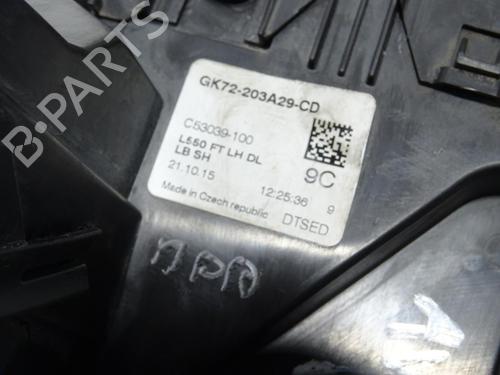 GK72-203A29-CD
C53039-100
L550 FT LH DL
LB SH
9C
21.10.15 12:25:36 9
Made in Czech republic DTSED